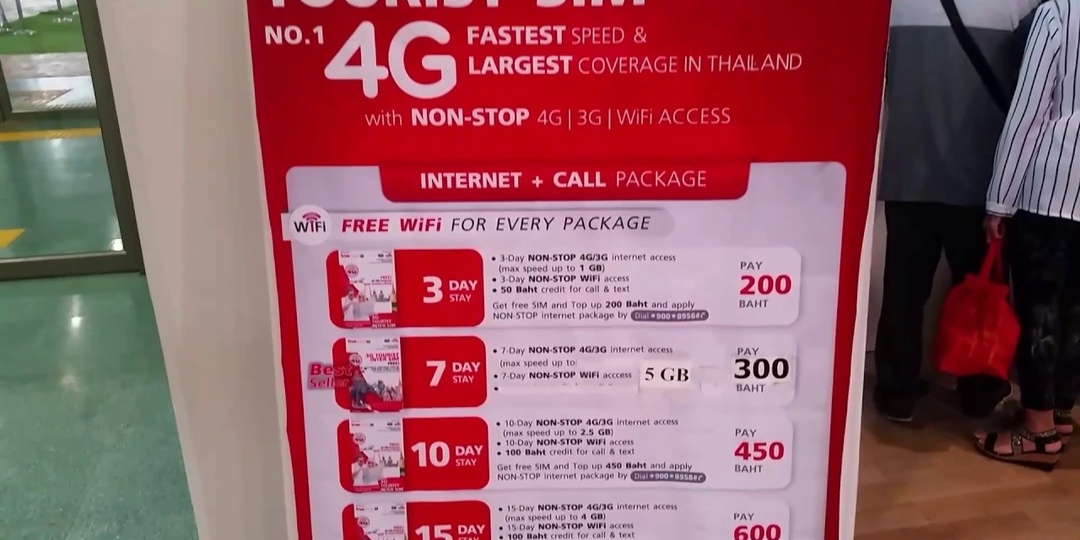 TOURIST SIM
NO.1 4G FASTEST SPEED &
LARGEST COVERAGE IN THAILAND
with NON-STOP 4G | 3G | WiFi ACCESS
INTERNET + CALL PACKAGE
WiFi FREE WiFi FOR EVERY PACKAGE
3 DAY STAY
• 3-Day NON-STOP 4G/3G internet access
(max speed up to 1 GB)
• 3-Day NON-STOP WiFi access
• 50 Baht credit for call & text
Get free SIM and Top up 200 Baht and apply
NON-STOP internet package by Dial *900*8956#
PAY
200
BAHT
Best Seller
7 DAY STAY
• 7-Day NON-STOP 4G/3G internet access
(max speed up to
• 7-Day NON-STOP WiFi access
5 GB
PAY
300
BAHT
10 DAY STAY
• 10-Day NON-STOP 4G/3G internet access
(max speed up to 2.5 GB)
• 10-Day NON-STOP WiFi access
• 100 Baht credit for call & text
Get free SIM and Top up 450 Baht and apply
NON-STOP internet package by Dial *900*8958#
PAY
450
BAHT
15 DAY STAY
• 15-Day NON-STOP 4G/3G internet access
(max speed up to 4 GB)
• 15-Day NON-STOP WiFi access
• 100 Baht credit for call & text
PAY
600